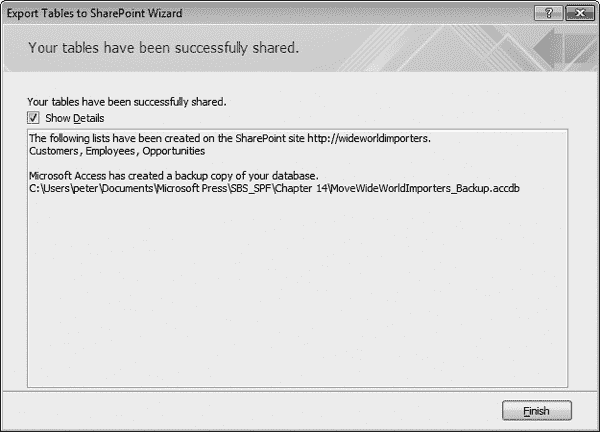 Export Tables to SharePoint Wizard
Your tables have been successfully shared.
Your tables have been successfully shared.
Show Details
The following lists have been created on the SharePoint site http://wideworldimporters.
Customers, Employees, Opportunities
Microsoft Access has created a backup copy of your database.
C:\Users\peter\Documents\Microsoft Press\SBS_SPF\Chapter 14\MoveWideWorldImporters_Backup.accdb
Finish